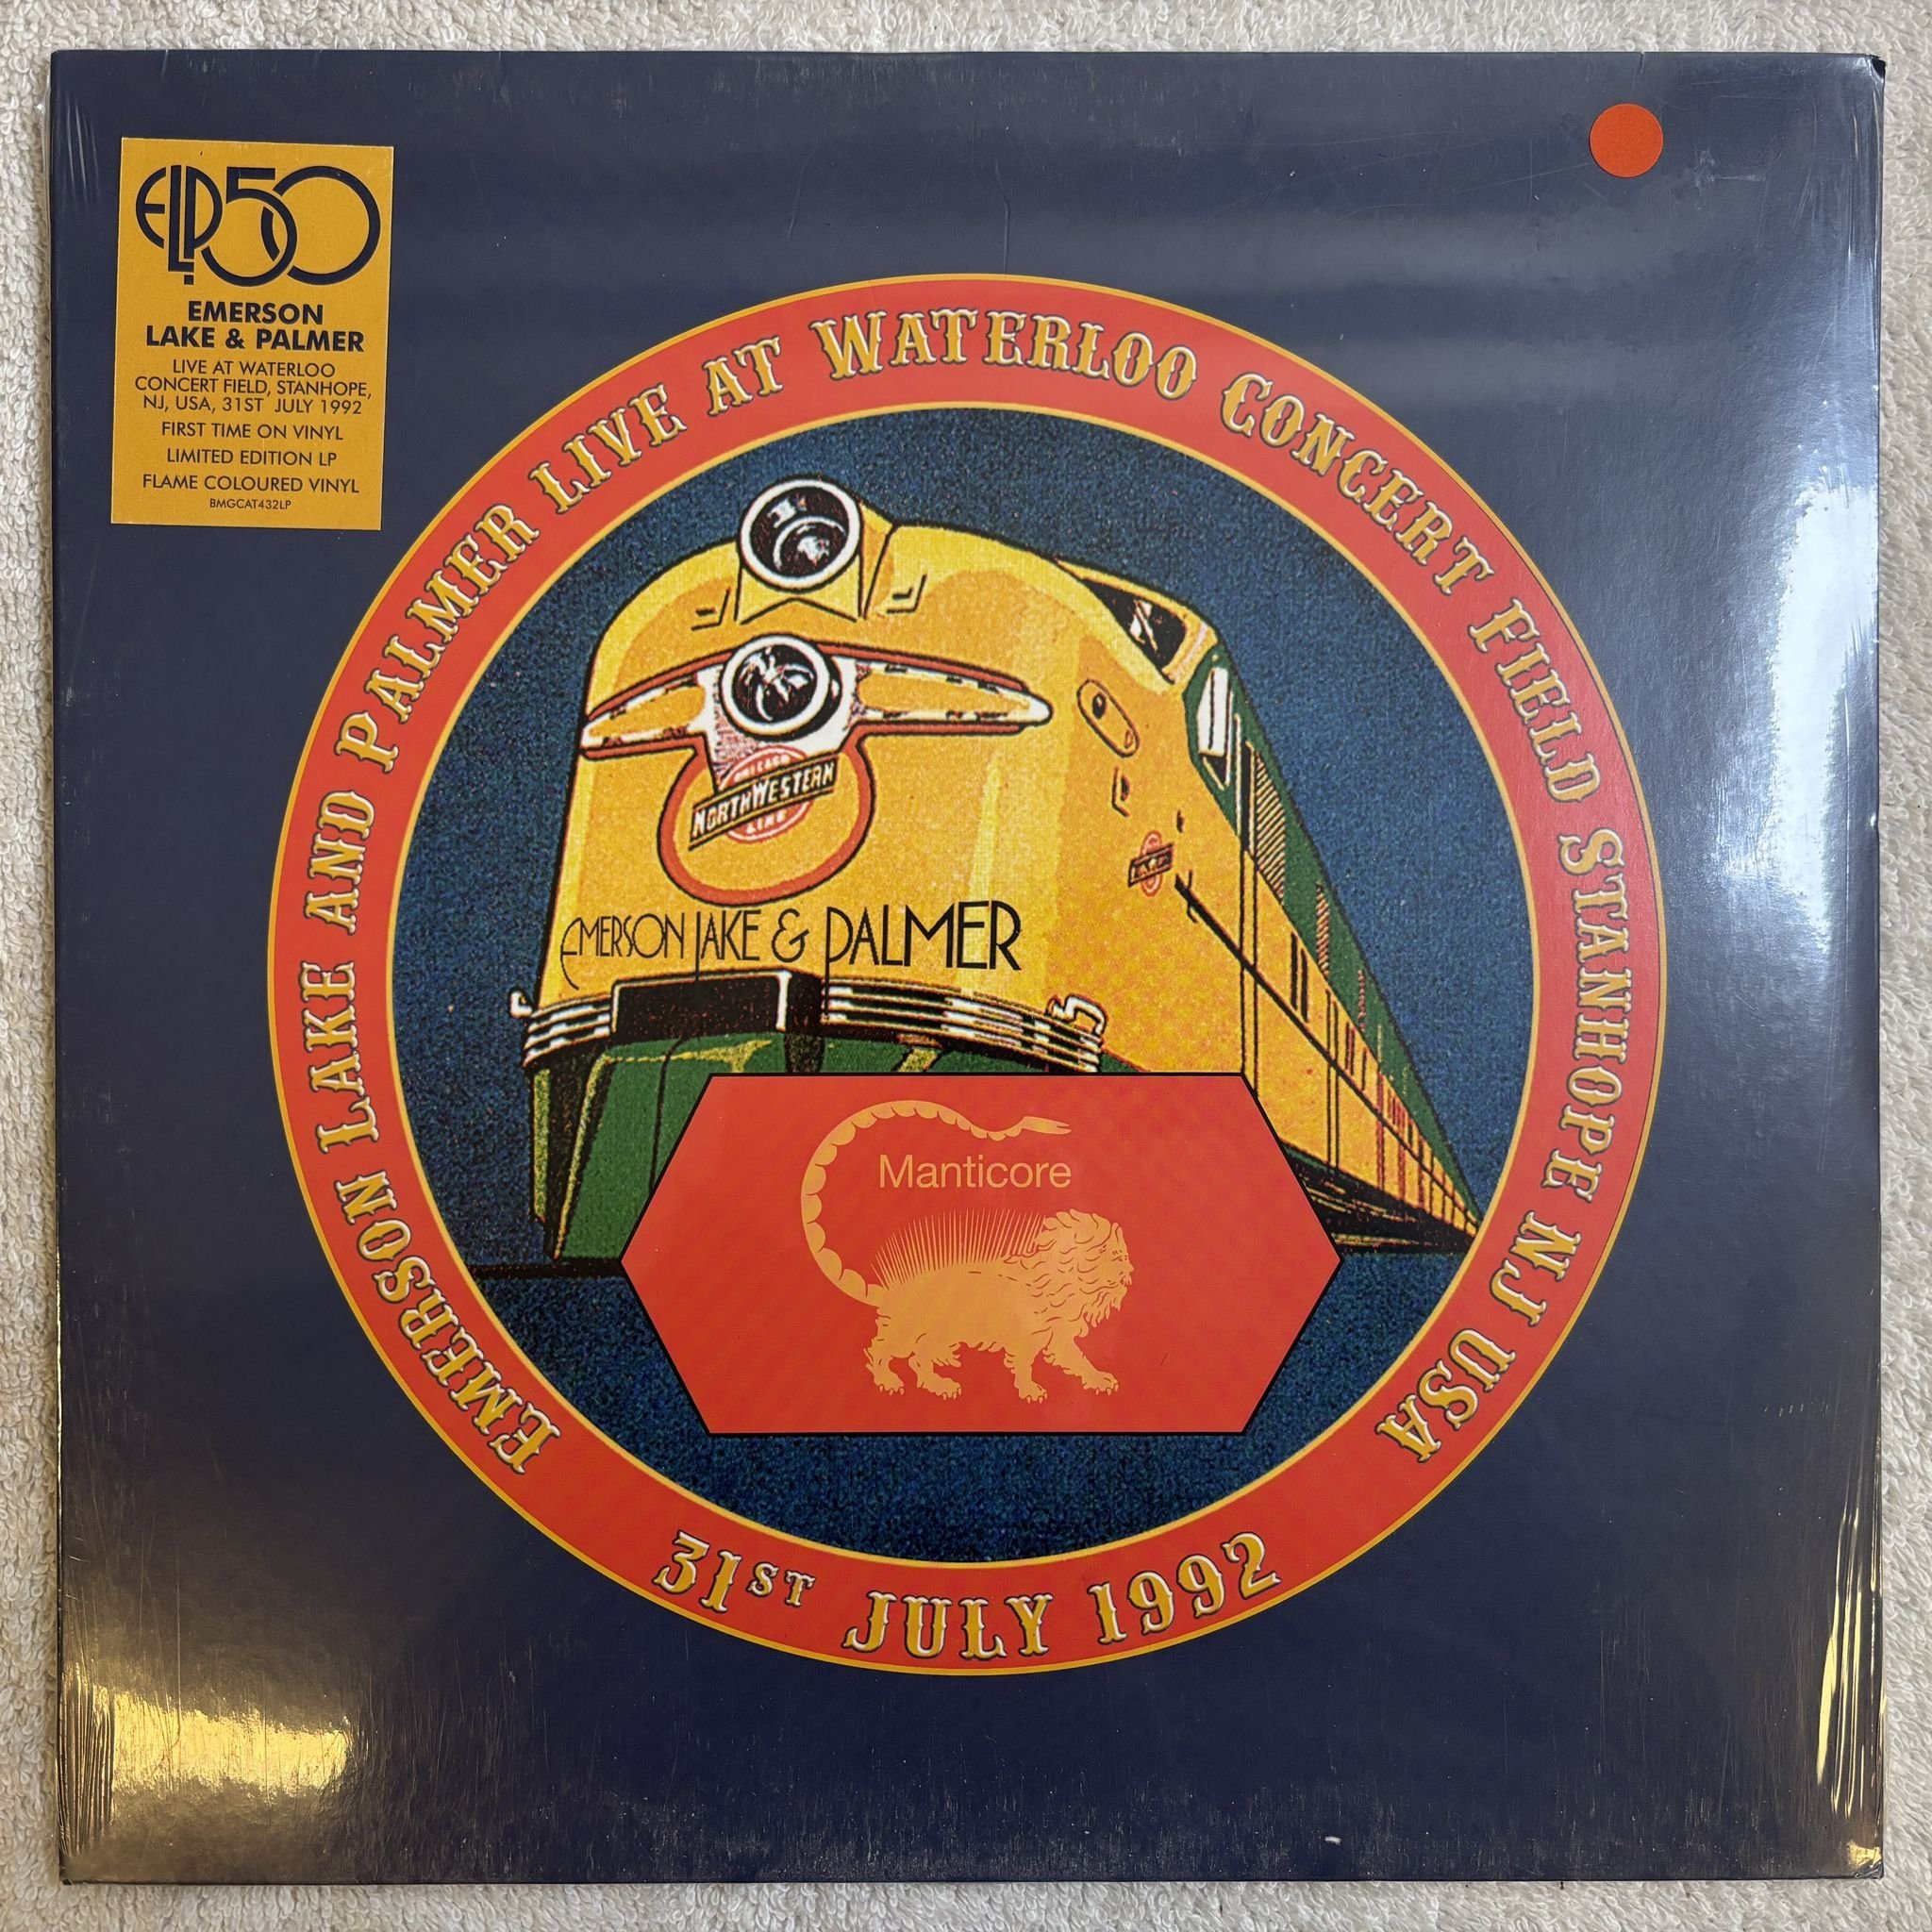 ELP50
EMERSON
LAKE & PALMER
LIVE AT WATERLOO
CONCERT FIELD, STANHOPE,
NJ, USA, 31ST JULY 1992
FIRST TIME ON VINYL
LIMITED EDITION LP
FLAME COLOURED VINYL
BMGCAT432LP
EMERSON LAKE AND PALMER LIVE AT WATERLOO CONCERT FIELD STANHOPE NJ USA
CHICAGO
NORTHWESTERN
LINE
EMERSON LAKE & PALMER
Manticore
31ST JULY 1992